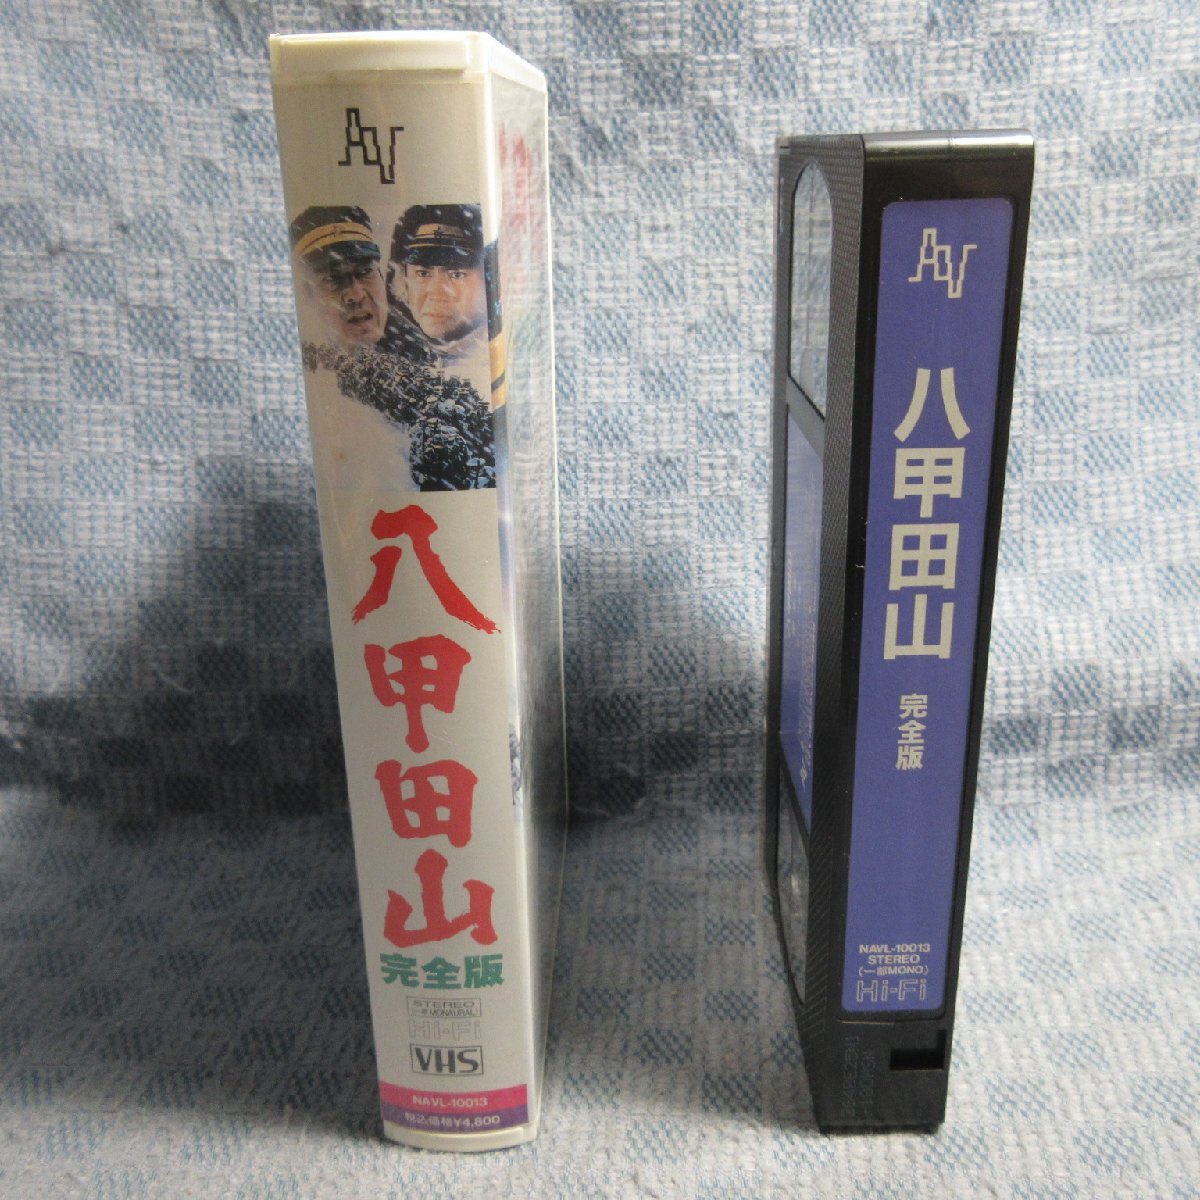 AV
八甲田山
完全版
STEREO
一部MONAURAL
Hi-Fi
VHS
NAVL-10013
税込価格¥4,800
AV
八甲田山
完全版
NAVL-10013
STEREO
(一部MONO)
Hi-Fi